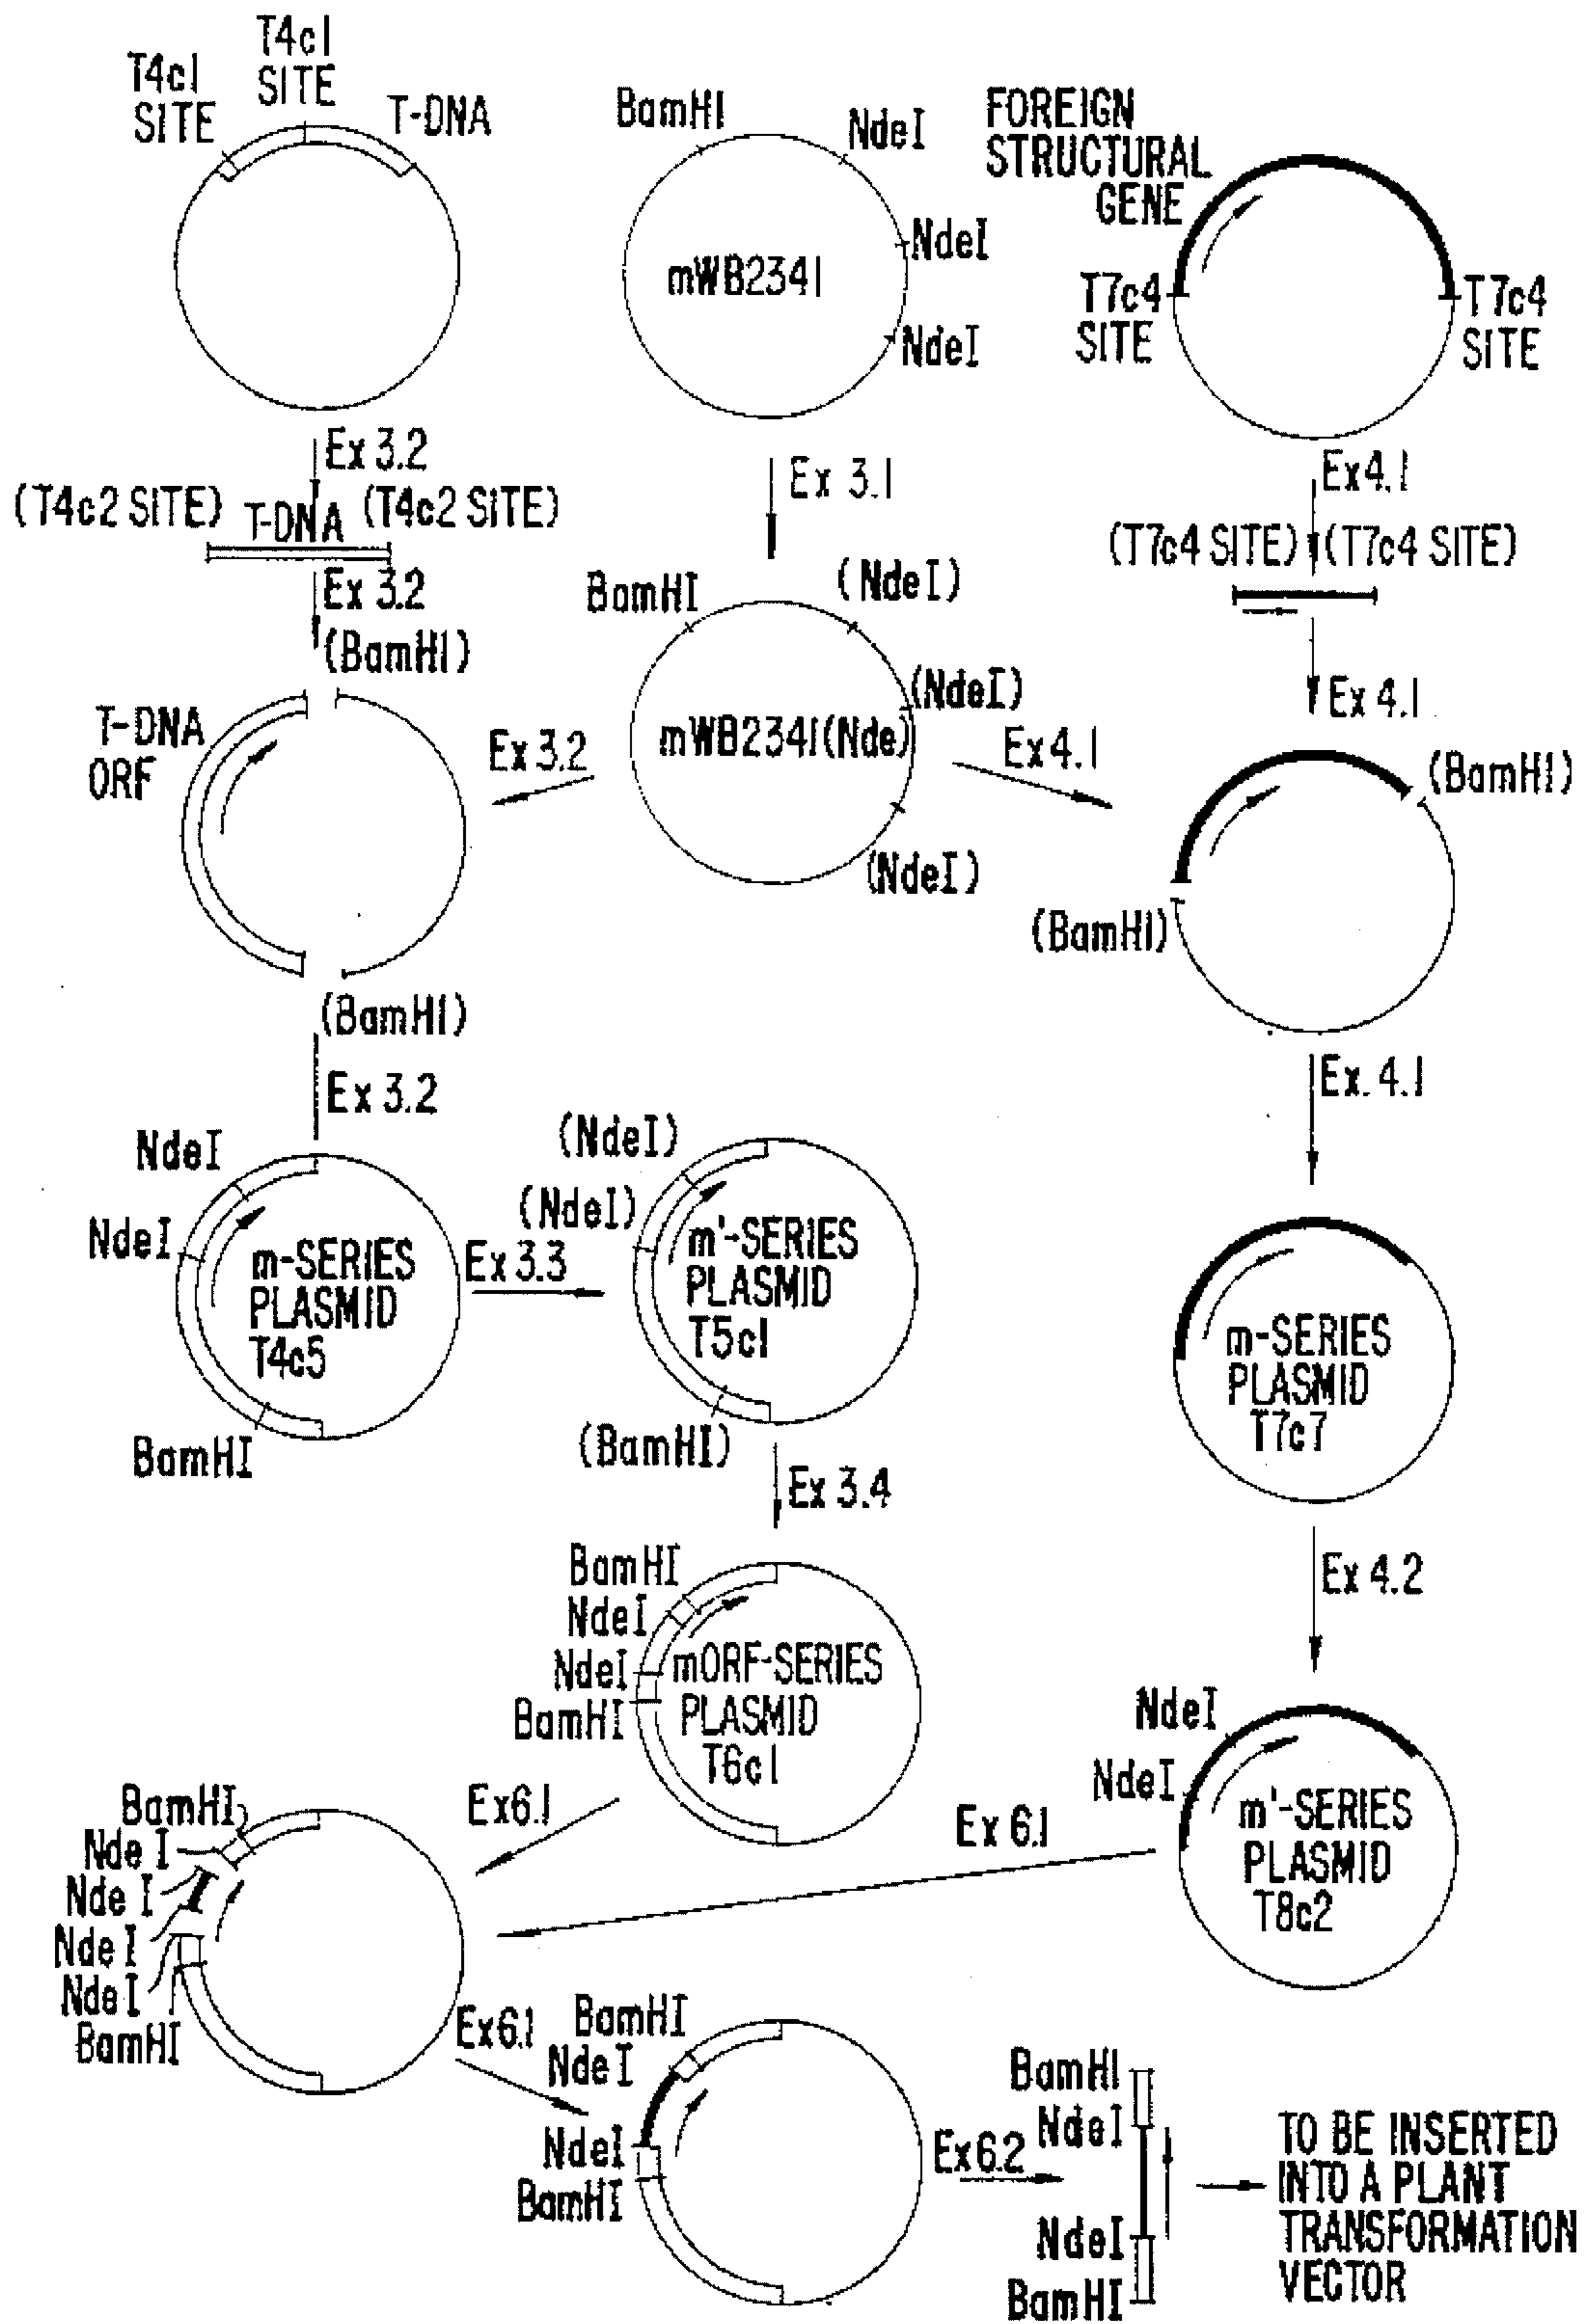 T4c1
SITE
T4c1
SITE
T-DNA
BamHI
NdeI
NdeI
NdeI
mWB2341
FOREIGN
STRUCTURAL
GENE
T7c4
SITE
T7c4
SITE
Ex 3.2
(T4c2 SITE) T-DNA (T4c2 SITE)
Ex 3.2
(BamHI)
Ex 3.1
BamHI
(NdeI)
(NdeI)
mWB2341(Nde)
(NdeI)
Ex4.1
(T7c4 SITE) (T7c4 SITE)
Ex 4.1
T-DNA
ORF
Ex 3.2
Ex4.1
(BamHI)
(BamHI)
(BamHI)
Ex 3.2
Ex. 4.1
NdeI
NdeI
m-SERIES
PLASMID
T4c5
BamHI
Ex 3.3
(NdeI)
(NdeI)
m'-SERIES
PLASMID
T5c1
(BamHI)
m-SERIES
PLASMID
T7c7
Ex 3.4
Ex 4.2
BamHI
NdeI
NdeI
BamHI
mORF-SERIES
PLASMID
T6c1
NdeI
NdeI
m'-SERIES
PLASMID
T8c2
Ex6.1
Ex 6.1
BamHI
Nde I
Nde I
Nde I
Nde I
BamHI
Ex6.1
BamHI
Nde I
NdeI
BamHI
Ex6.2
BamHI
NdeI
NdeI
BamHI
TO BE INSERTED
INTO A PLANT
TRANSFORMATION
VECTOR